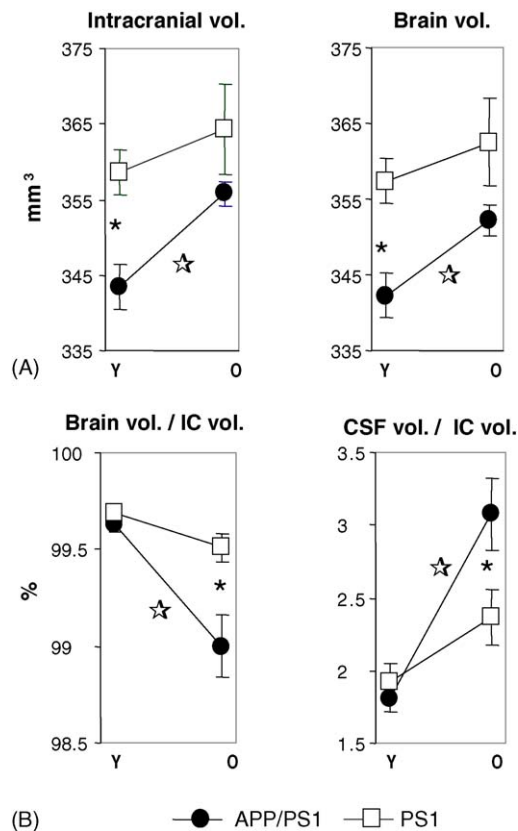 Intracranial vol.
Brain vol.
375
365
355
345
335
mm³
*
☆
Y
O
375
365
355
345
335
*
☆
Y
O
(A)
Brain vol. / IC vol.
CSF vol. / IC vol.
100
99.5
99
98.5
%
☆
*
Y
O
3.5
3
2.5
2
1.5
☆
*
Y
O
(B)
APP/PS1
PS1